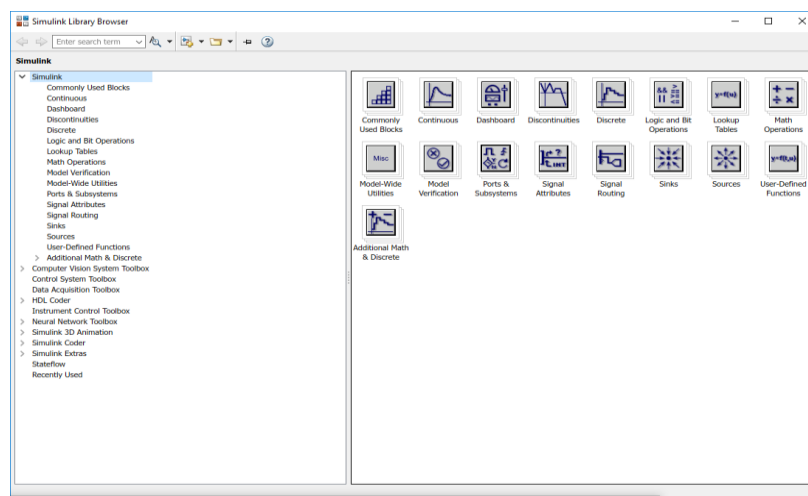 Simulink Library Browser
Enter search term
Simulink
Simulink
Commonly Used Blocks
Continuous
Dashboard
Discontinuities
Discrete
Logic and Bit Operations
Lookup Tables
Math Operations
Model Verification
Model-Wide Utilities
Ports & Subsystems
Signal Attributes
Signal Routing
Sinks
Sources
User-Defined Functions
Additional Math & Discrete
Computer Vision System Toolbox
Control System Toolbox
Data Acquisition Toolbox
HDL Coder
Instrument Control Toolbox
Neural Network Toolbox
Simulink 3D Animation
Simulink Coder
Simulink Extras
Stateflow
Recently Used
y=f(u)
Commonly Used Blocks
Continuous
Dashboard
Discontinuities
Discrete
Logic and Bit Operations
Lookup Tables
Math Operations
Misc
y=f(t,u)
Model-Wide Utilities
Model Verification
Ports & Subsystems
Signal Attributes
Signal Routing
Sinks
Sources
User-Defined Functions
Additional Math & Discrete